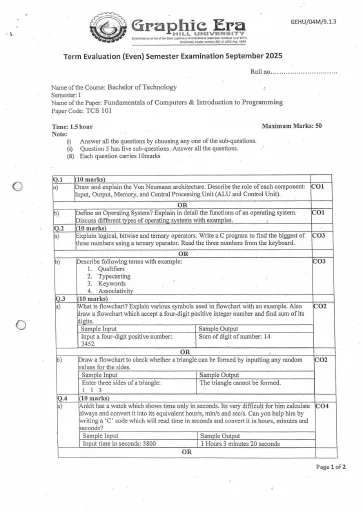 GEHU/04M/9.1.3
Graphic Era
HILL UNIVERSITY
Term Evaluation (Even) Semester Examination September 2025
Roll no..............................
Name of the Course: Bachelor of Technology
Semester: I
Name of the Paper: Fundamentals of Computers & Introduction to Programming
Paper Code: TCS 101
Time: 1.5 hour Maximum Marks: 50
Note:
(i) Answer all the questions by choosing any one of the sub-questions.
(ii) Question 5 has five sub-questions. Answer all the questions.
(iii) Each question carries 10marks
Q.1 (10 marks)
a) Draw and explain the Von Neumann architecture. Describe the role of each component: CO1
Input, Output, Memory, and Central Processing Unit (ALU and Control Unit).
OR
b) Define an Operating System? Explain in detail the functions of an operating system. CO1
Discuss different types of operating systems with examples.
Q.2 (10 marks)
a) Explain logical, bitwise and ternary operators. Write a C program to find the biggest of CO3
three numbers using a ternary operator. Read the three numbers from the keyboard.
OR
b) Describe following terms with example: CO3
1. Qualifiers
2. Typecasting
3. Keywords
4. Associativity
Q.3 (10 marks)
a) What is flowchart? Explain various symbols used in flowchart with an example. Also CO2
draw a flowchart which accept a four-digit positive integer number and find sum of its
digits.
Sample Input Sample Output
Input a four-digit positive number: Sum of digit of number: 14
3452
OR
b) Draw a flowchart to check whether a triangle can be formed by inputting any random CO2
values for the sides.
Sample Input Sample Output
Enter three sides of a triangle: The triangle cannot be formed.
1 1 3
Q.4 (10 marks)
a) Ankit has a watch which shows time only in seconds. Its very difficult for him calculate CO4
always and convert it into its equivalent hour/s, min/s and sec/s. Can you help him by
writing a 'C' code which will read time in seconds and convert it in hours, minutes and
seconds?
Sample Input Sample Output
Input time in seconds: 3800 1 Hours 3 minutes 20 seconds
OR
Page 1 of 2